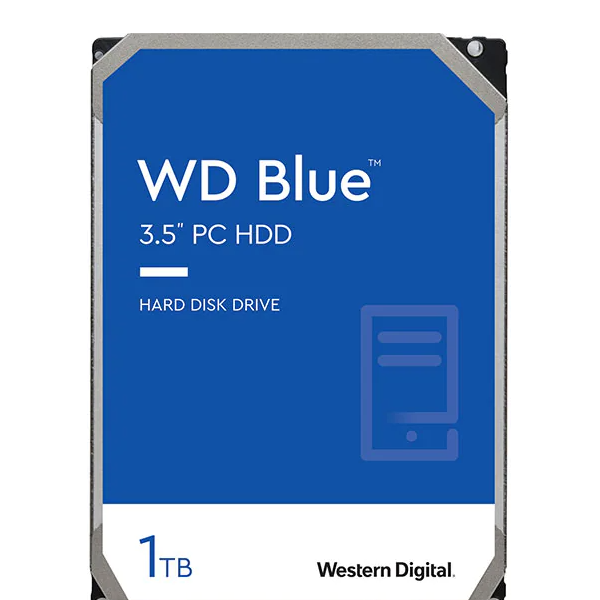 WD Blue™
3.5" PC HDD
HARD DISK DRIVE
1TB
Western Digital.